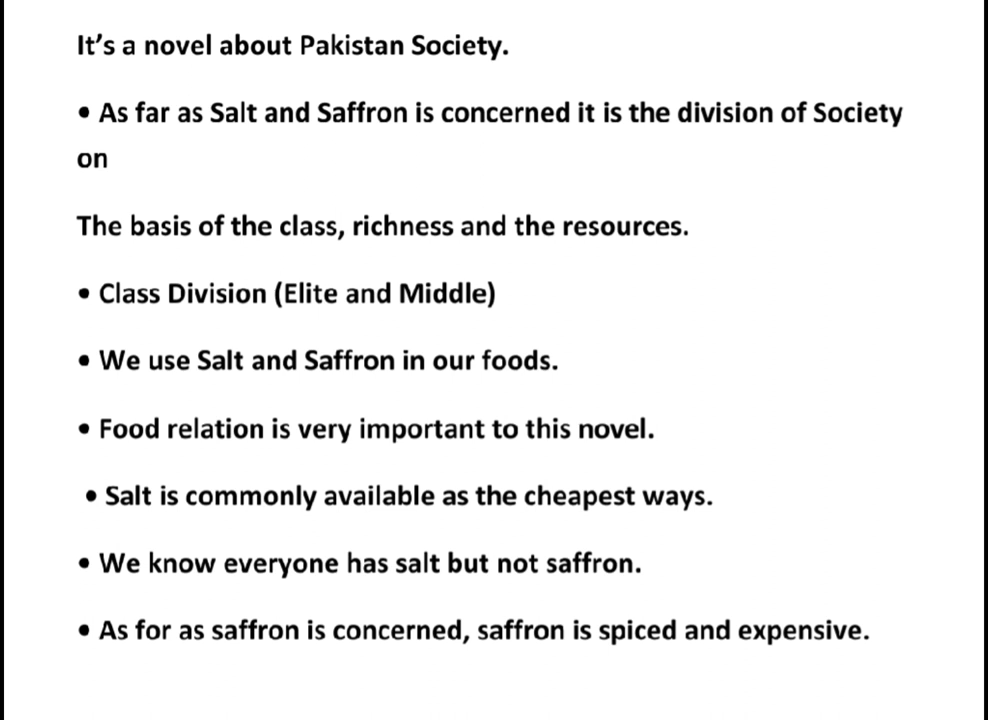 It's a novel about Pakistan Society.
• As far as Salt and Saffron is concerned it is the division of Society
on
The basis of the class, richness and the resources.
• Class Division (Elite and Middle)
• We use Salt and Saffron in our foods.
• Food relation is very important to this novel.
• Salt is commonly available as the cheapest ways.
• We know everyone has salt but not saffron.
• As for as saffron is concerned, saffron is spiced and expensive.